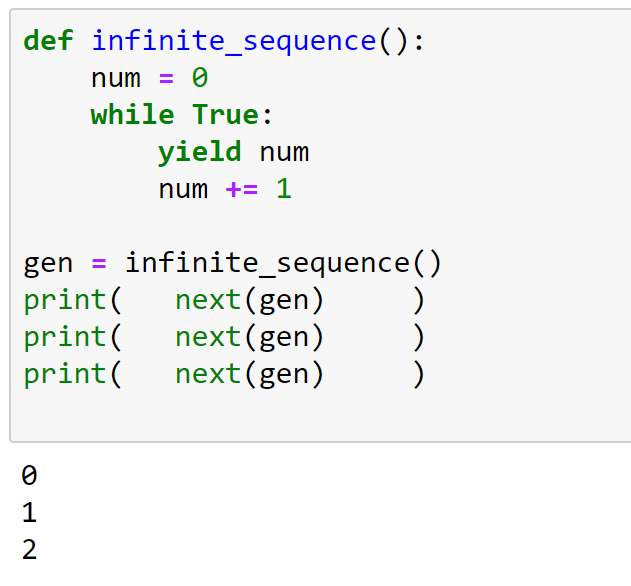 def infinite_sequence():
    num = 0
    while True:
        yield num
        num += 1

gen = infinite_sequence()
print(   next(gen)     )
print(   next(gen)     )
print(   next(gen)     )

0
1
2